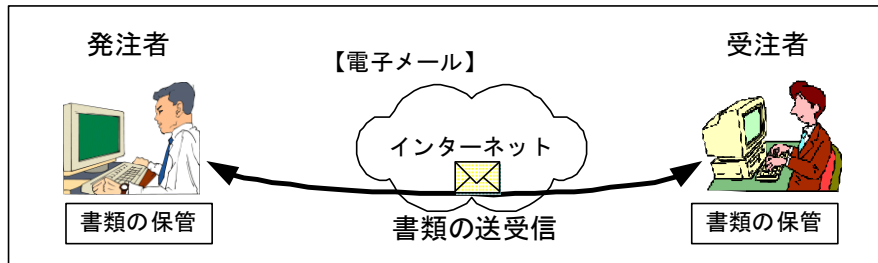 発注者
受注者
【電子メール】
インターネット
書類の送受信
書類の保管
書類の保管